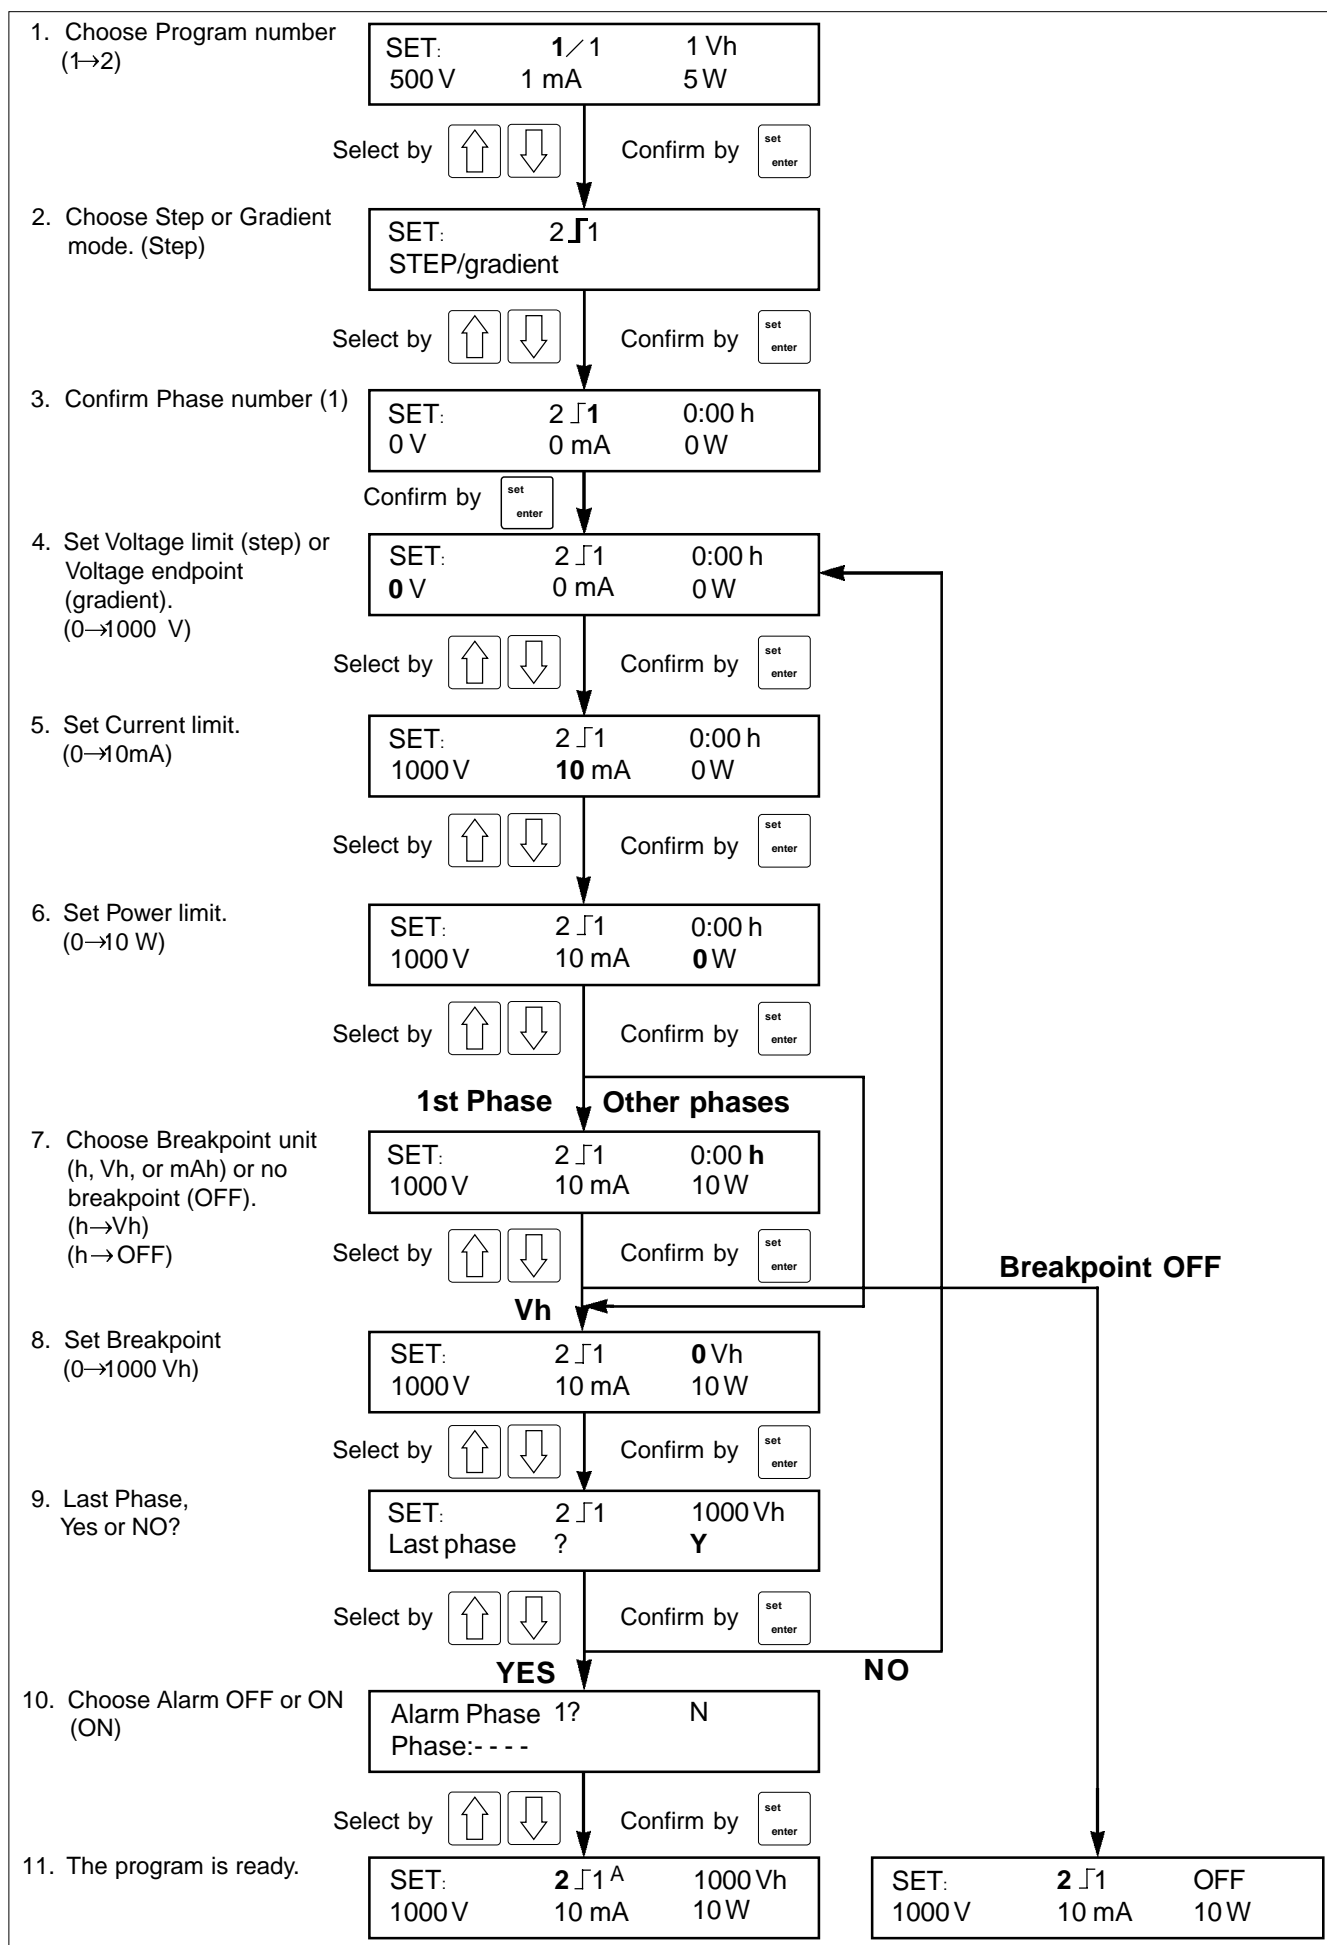 1. Choose Program number
(1→2)
SET: 1/1 1 Vh
500 V 1 mA 5 W
Select by Confirm by set enter
2. Choose Step or Gradient
mode. (Step)
SET: 2 ⌡1
STEP/gradient
Select by Confirm by set enter
3. Confirm Phase number (1)
SET: 2 ⌡1 0:00 h
0 V 0 mA 0 W
Confirm by set enter
4. Set Voltage limit (step) or
Voltage endpoint
(gradient).
(0→1000 V)
SET: 2 ⌡1 0:00 h
0 V 0 mA 0 W
Select by Confirm by set enter
5. Set Current limit.
(0→10mA)
SET: 2 ⌡1 0:00 h
1000 V 10 mA 0 W
Select by Confirm by set enter
6. Set Power limit.
(0→10 W)
SET: 2 ⌡1 0:00 h
1000 V 10 mA 0 W
Select by Confirm by set enter
1st Phase Other phases
7. Choose Breakpoint unit
(h, Vh, or mAh) or no
breakpoint (OFF).
(h→Vh)
(h→OFF)
SET: 2 ⌡1 0:00 h
1000 V 10 mA 10 W
Select by Confirm by set enter
Breakpoint OFF
Vh
8. Set Breakpoint
(0→1000 Vh)
SET: 2 ⌡1 0 Vh
1000 V 10 mA 10 W
Select by Confirm by set enter
9. Last Phase,
Yes or NO?
SET: 2 ⌡1 1000 Vh
Last phase ? Y
Select by Confirm by set enter
YES NO
10. Choose Alarm OFF or ON
(ON)
Alarm Phase 1? N
Phase:- - - -
Select by Confirm by set enter
11. The program is ready.
SET: 2 ⌡1 A 1000 Vh
1000 V 10 mA 10 W
SET: 2 ⌡1 OFF
1000 V 10 mA 10 W